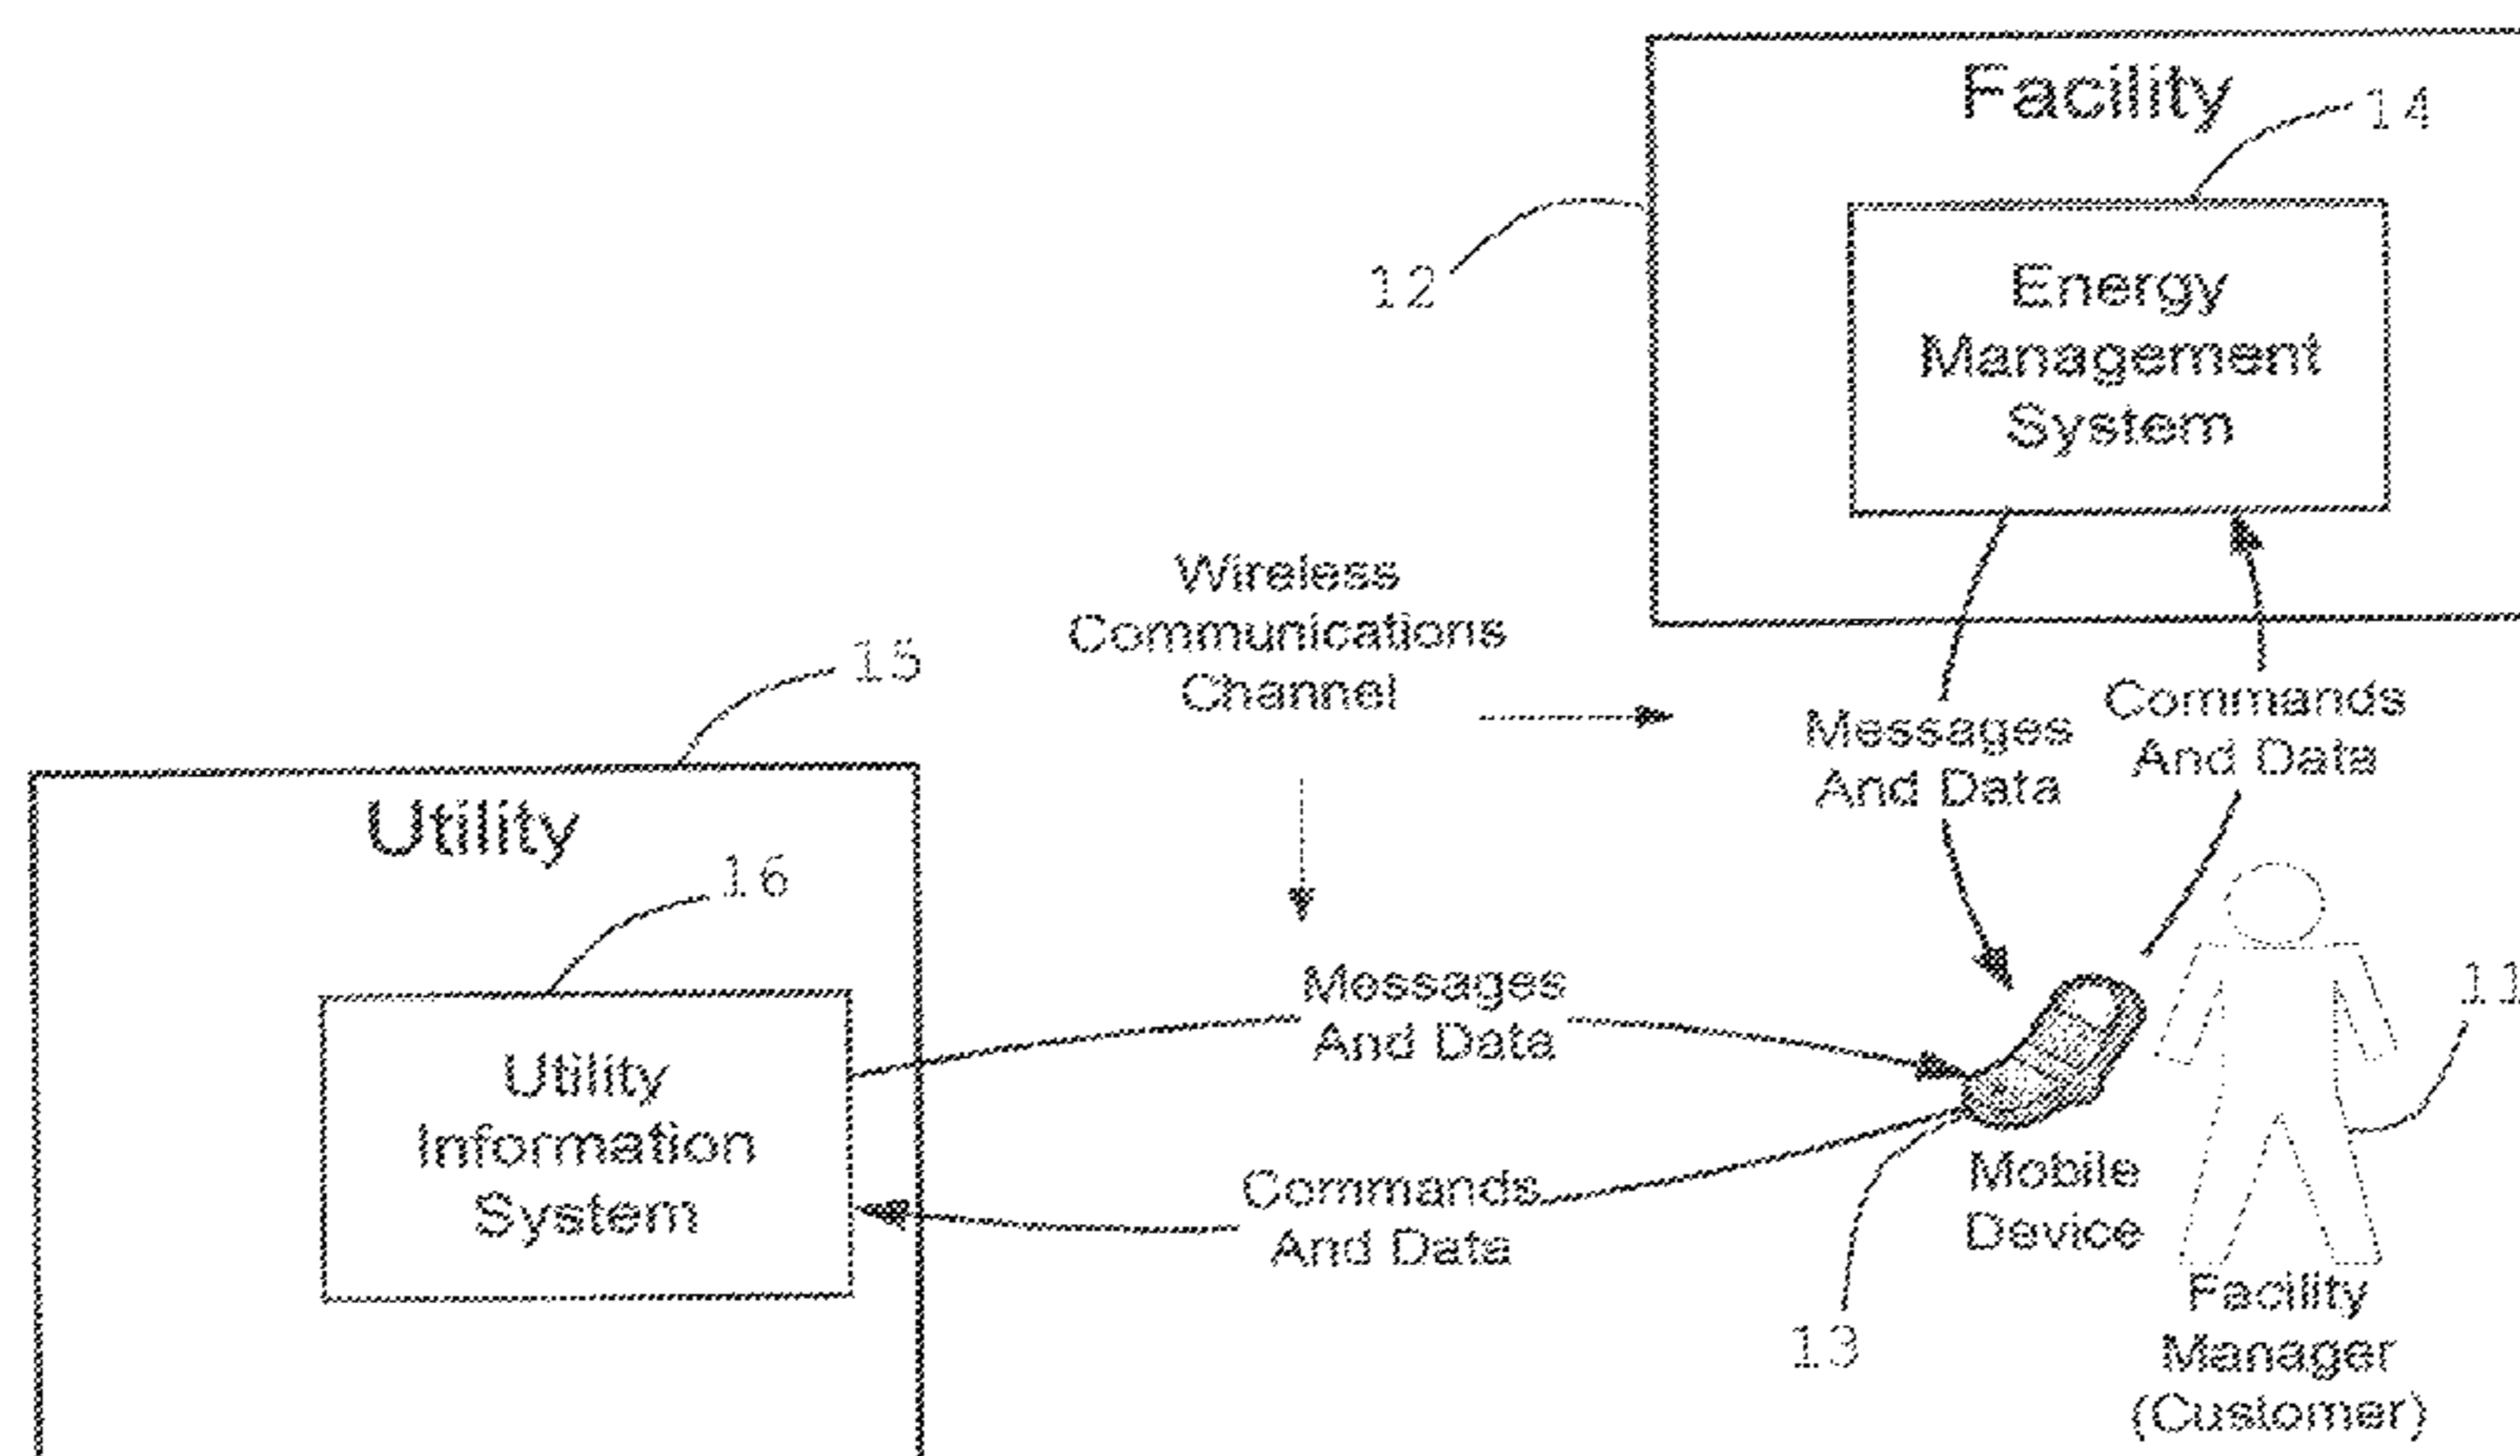 Facility
14
12
Energy
Management
System
Wireless
Communications
Channel
15
Messages
And Data
Commands
And Data
Utility
16
Utility
Information
System
Messages
And Data
Commands
And Data
11
Mobile
Device
13
Facility
Manager
(Customer)